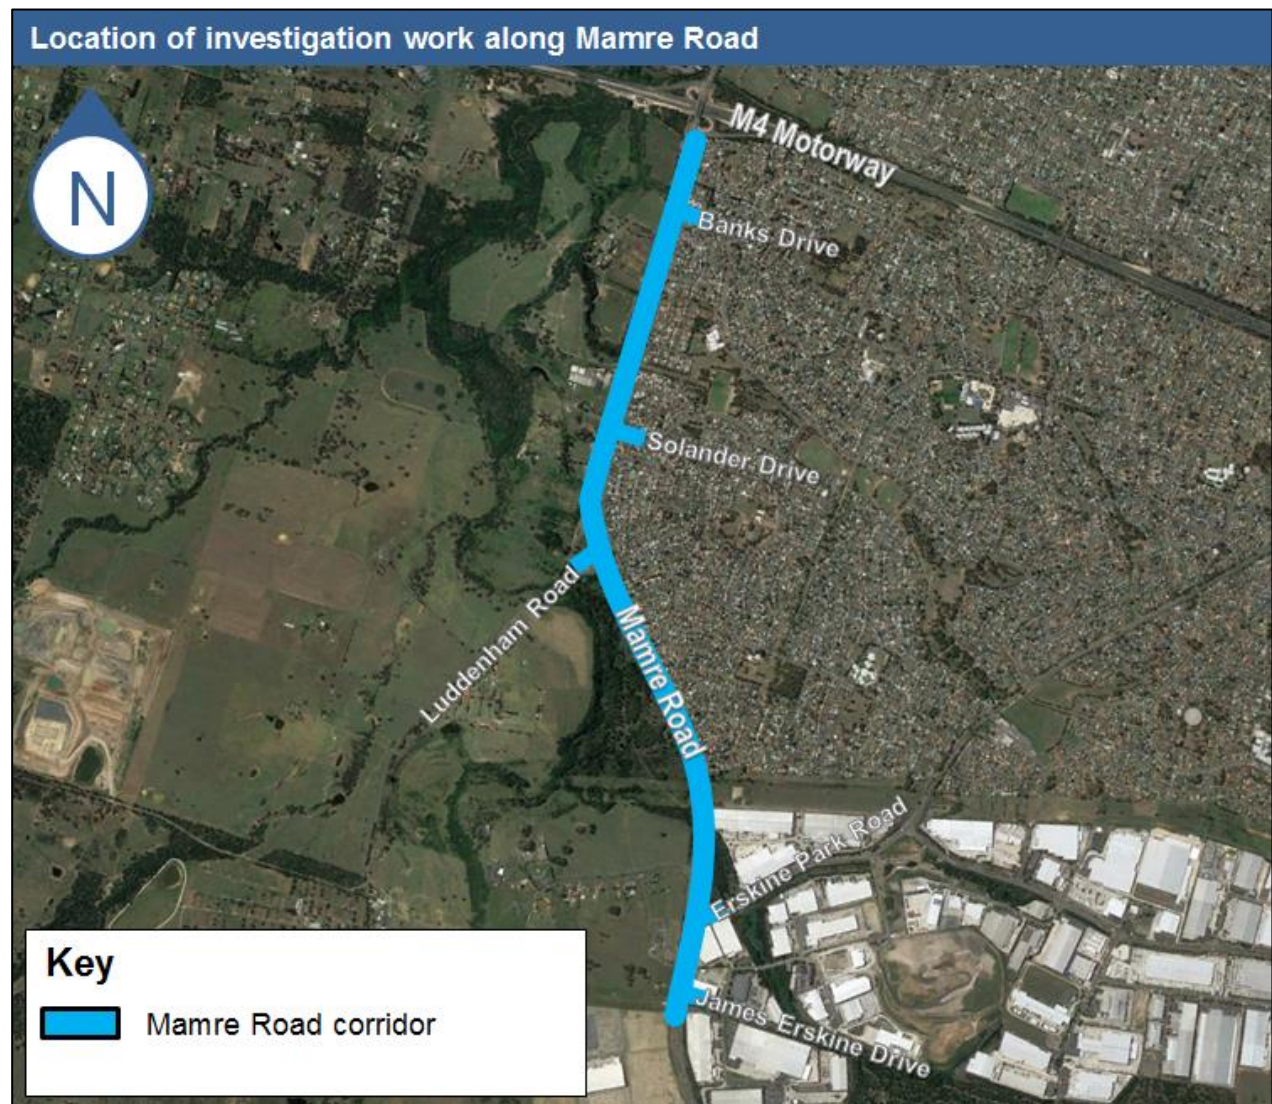 Location of investigation work along Mamre Road
N
M4 Motorway
Banks Drive
Solander Drive
Luddenham Road
Mamre Road
Erskine Park Road
James Erskine Drive
Key
Mamre Road corridor